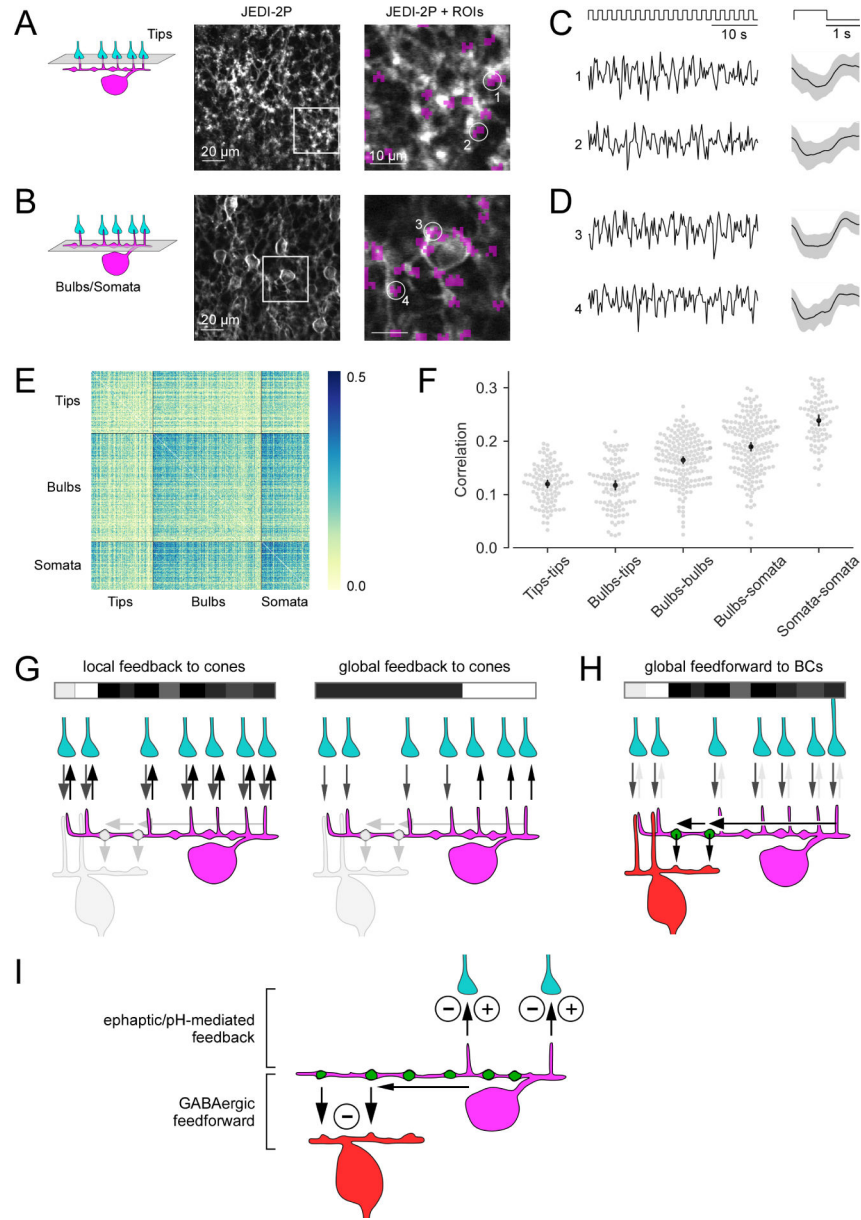 A
Tips
JEDI-2P
JEDI-2P + ROIs
20 µm
10 µm
1
2
B
Bulbs/Somata
20 µm
3
4
C
10 s
1 s
1
2
D
3
4
E
Tips
Bulbs
Somata
Tips
Bulbs
Somata
0.5
0.0
F
Correlation
0.3
0.2
0.1
0.0
Tips-tips
Bulbs-tips
Bulbs-bulbs
Bulbs-somata
Somata-somata
G
local feedback to cones
global feedback to cones
H
global feedforward to BCs
I
ephaptic/pH-mediated
feedback
GABAergic
feedforward
− + − +
−